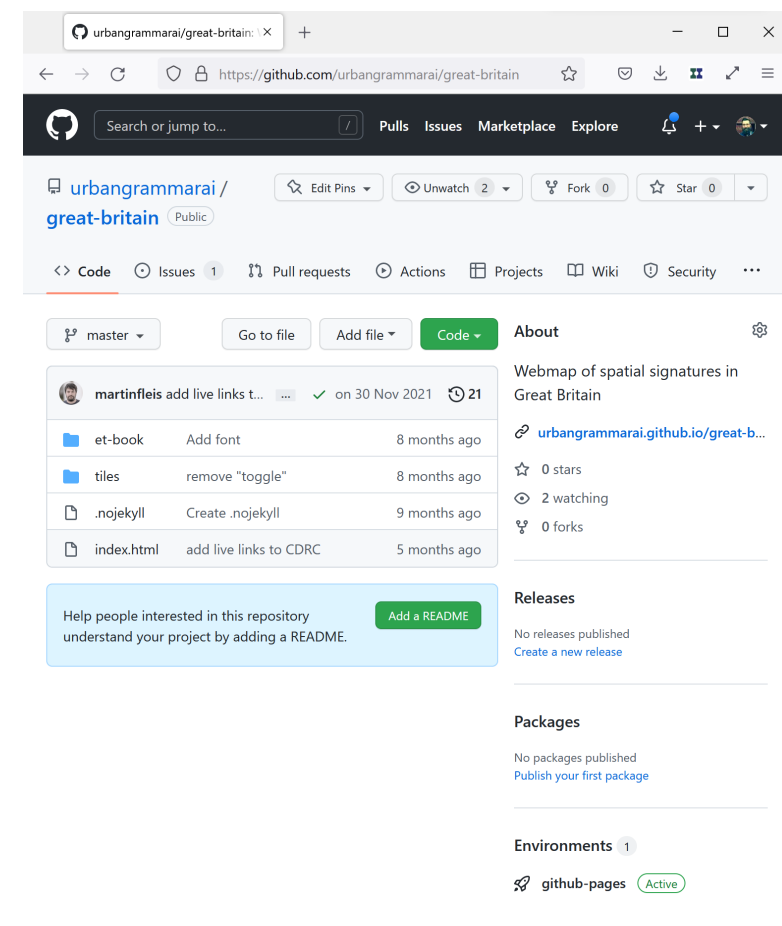 urbangrammarai/great-britain:
https://github.com/urbangrammarai/great-britain
Search or jump to... / Pulls Issues Marketplace Explore
urbangrammarai /
great-britain Public
Edit Pins Unwatch 2 Fork 0 Star 0
<> Code Issues 1 Pull requests Actions Projects Wiki Security ...
master Go to file Add file Code
martinfleis add live links t... ... on 30 Nov 2021 21
et-book Add font 8 months ago
tiles remove "toggle" 8 months ago
.nojekyll Create .nojekyll 9 months ago
index.html add live links to CDRC 5 months ago
Help people interested in this repository
understand your project by adding a README.
Add a README
About
Webmap of spatial signatures in
Great Britain
urbangrammarai.github.io/great-b...
0 stars
2 watching
0 forks
Releases
No releases published
Create a new release
Packages
No packages published
Publish your first package
Environments 1
github-pages Active